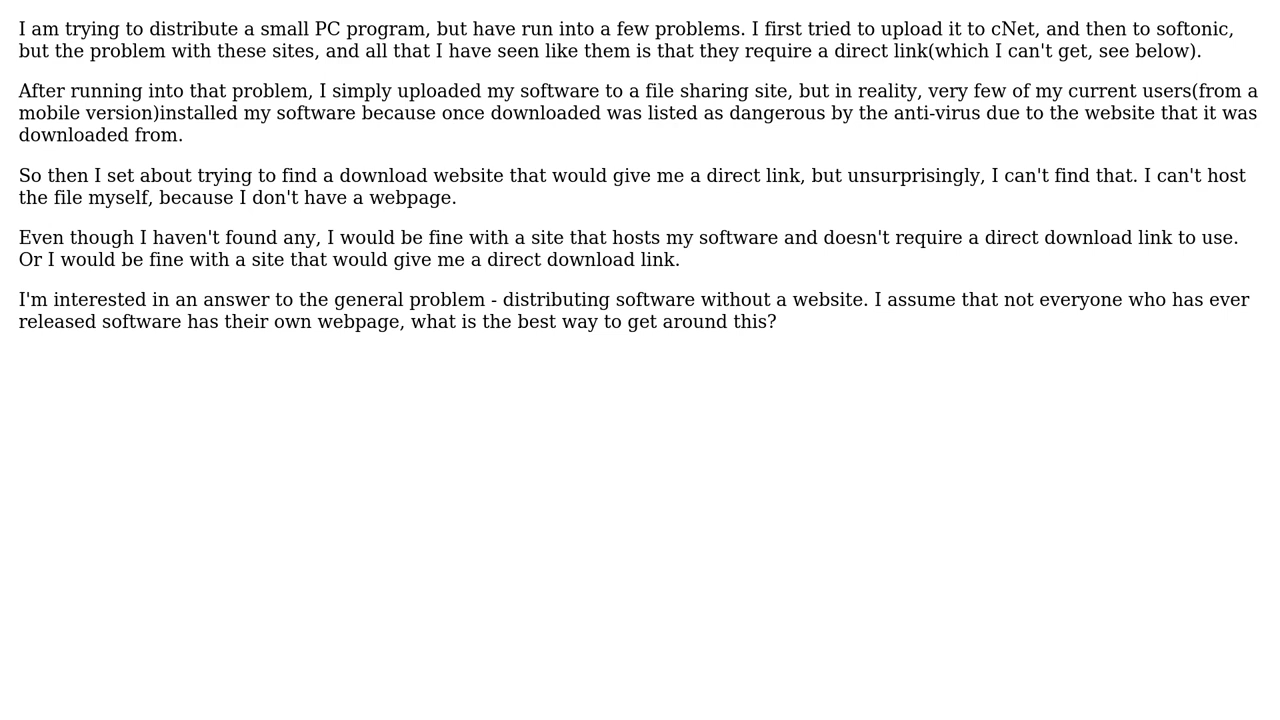 I am trying to distribute a small PC program, but have run into a few problems. I first tried to upload it to cNet, and then to softonic,
but the problem with these sites, and all that I have seen like them is that they require a direct link(which I can't get, see below).
After running into that problem, I simply uploaded my software to a file sharing site, but in reality, very few of my current users(from a
mobile version)installed my software because once downloaded was listed as dangerous by the anti-virus due to the website that it was
downloaded from.
So then I set about trying to find a download website that would give me a direct link, but unsurprisingly, I can't find that. I can't host
the file myself, because I don't have a webpage.
Even though I haven't found any, I would be fine with a site that hosts my software and doesn't require a direct download link to use.
Or I would be fine with a site that would give me a direct download link.
I'm interested in an answer to the general problem - distributing software without a website. I assume that not everyone who has ever
released software has their own webpage, what is the best way to get around this?